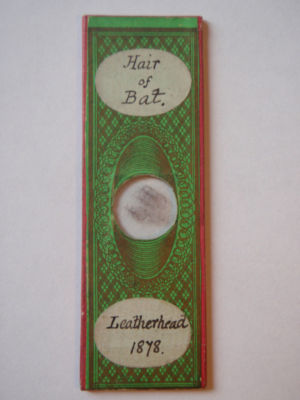 Hair
of
Bat.
Leatherhead
1878.